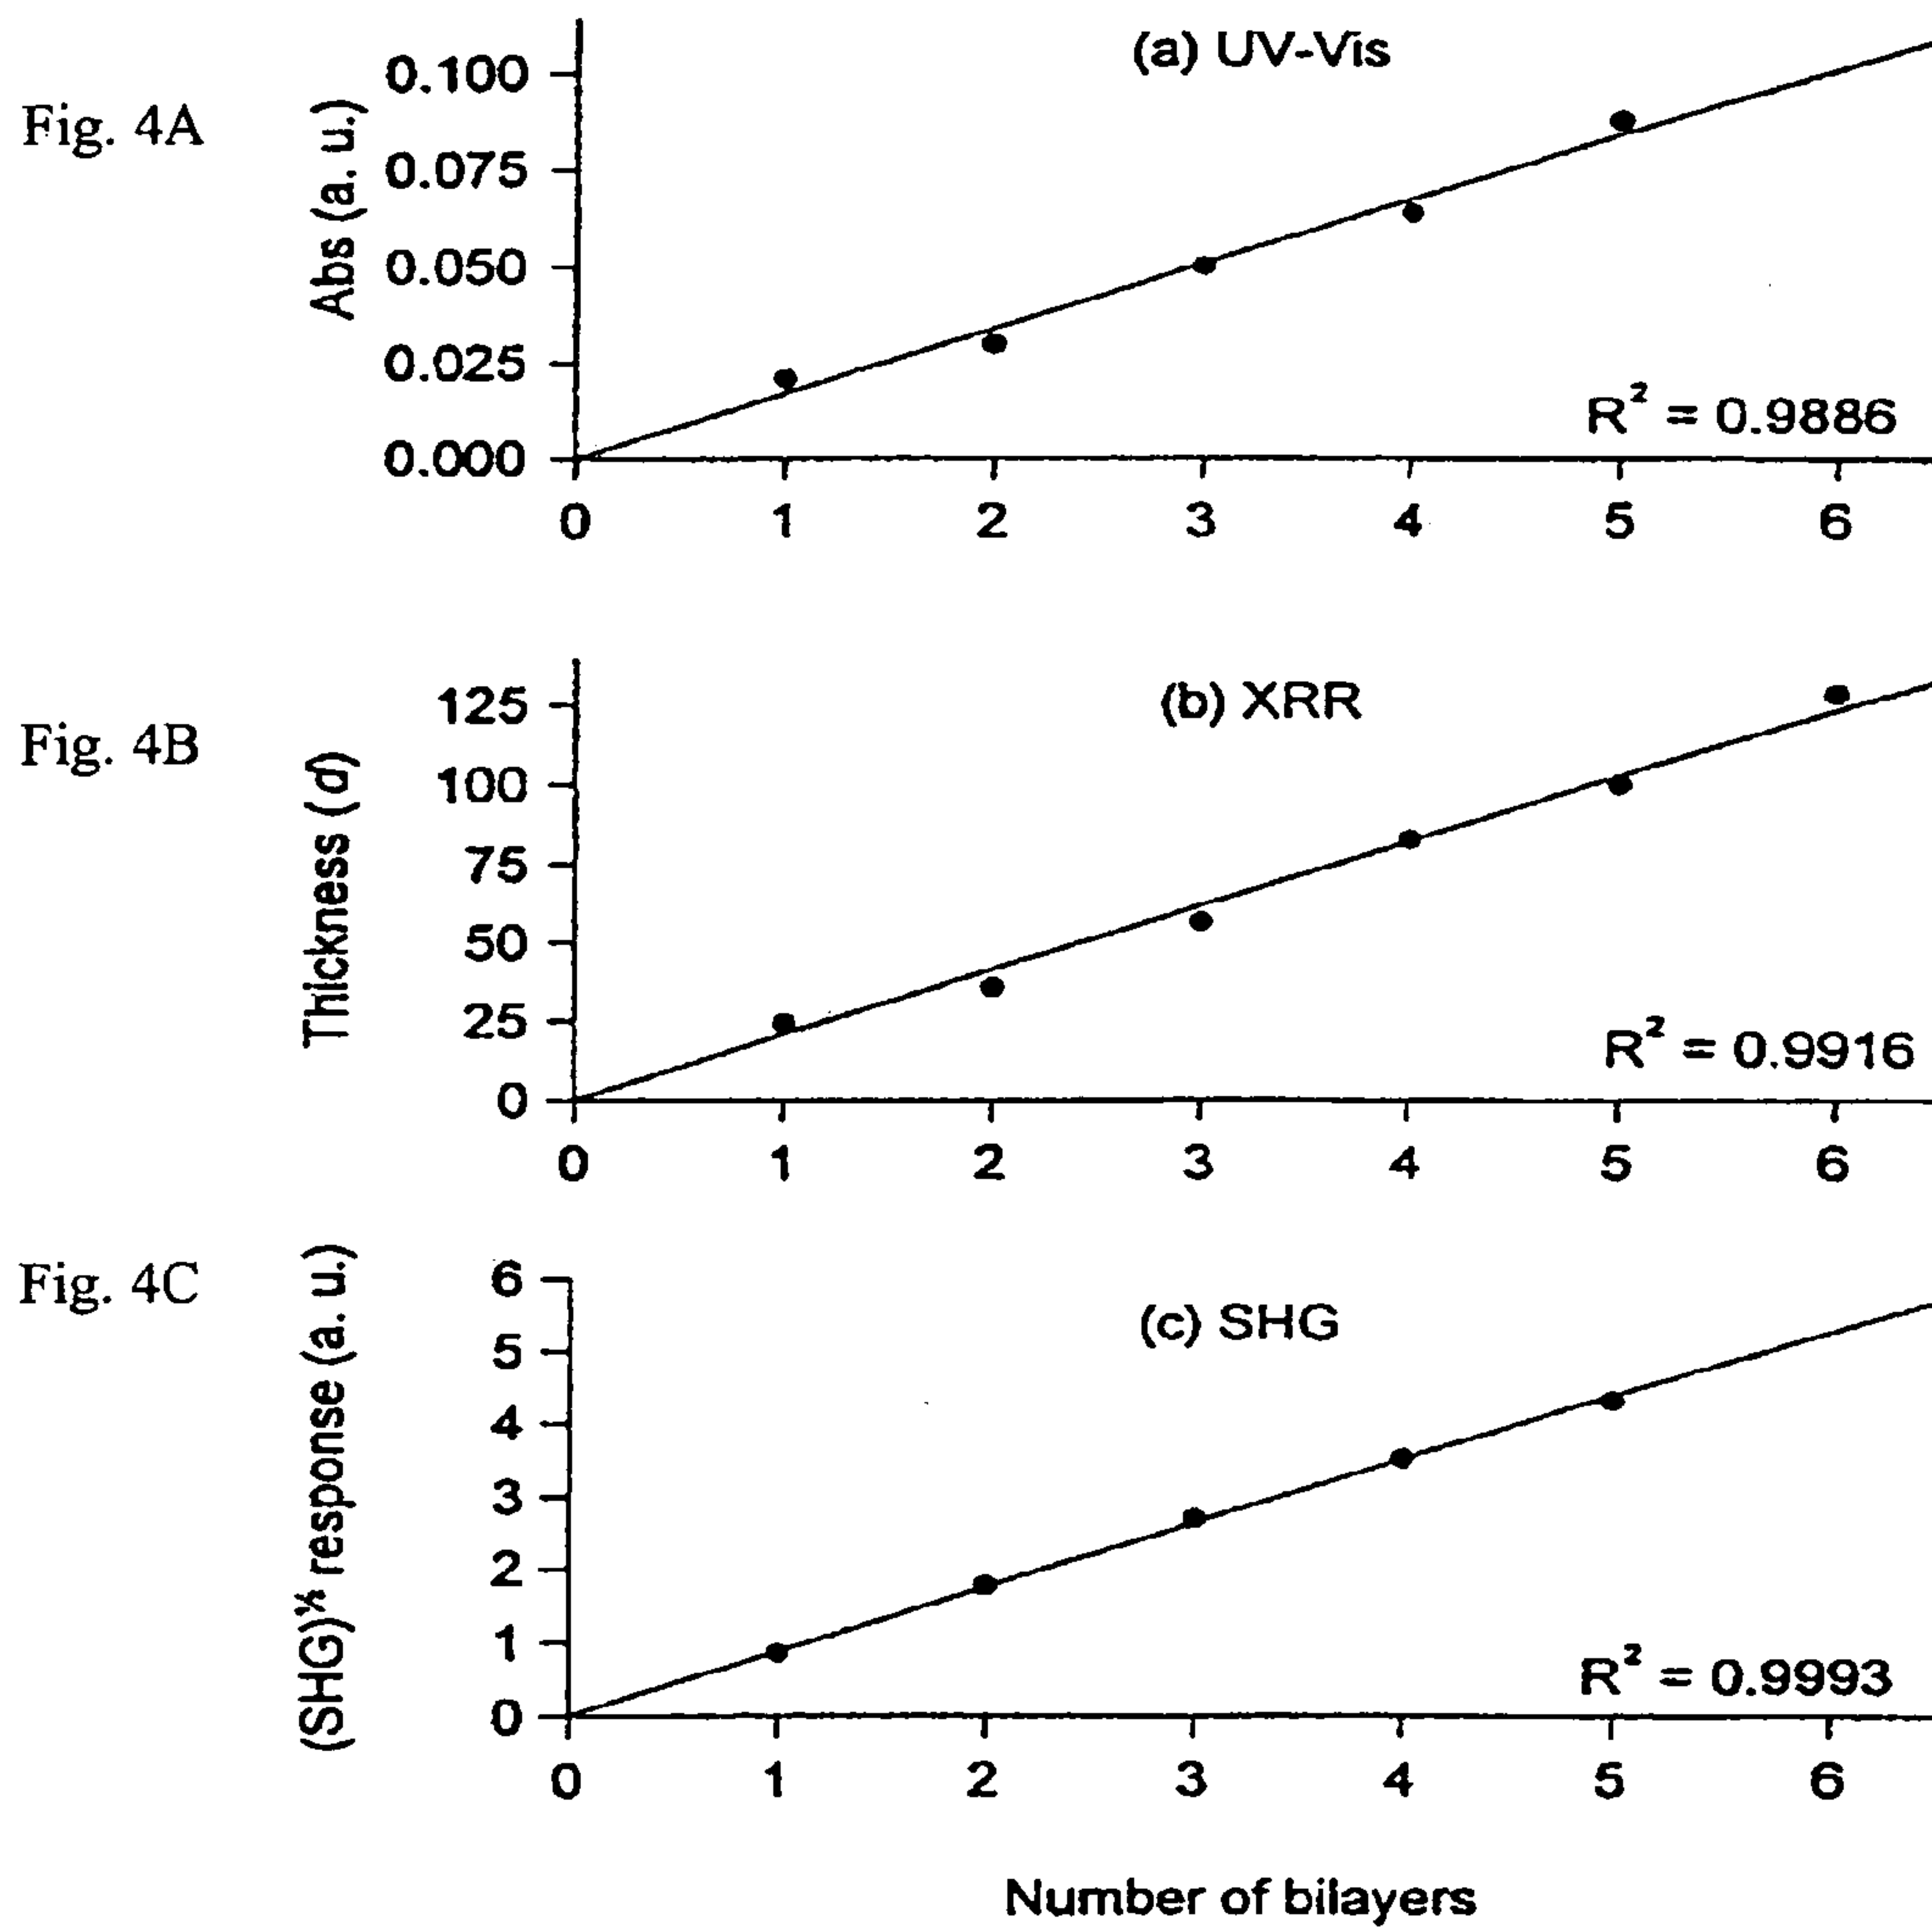 Fig. 4A
(a) UV-Vis
Abs (a. u.)
0.100
0.075
0.050
0.025
0.000
R² = 0.9886
0 1 2 3 4 5 6
Fig. 4B
(b) XRR
Thickness (d)
125
100
75
50
25
0
R² = 0.9916
0 1 2 3 4 5 6
Fig. 4C
(c) SHG
(SHG) response (a. u.)
6
5
4
3
2
1
0
R² = 0.9993
0 1 2 3 4 5 6
Number of bilayers